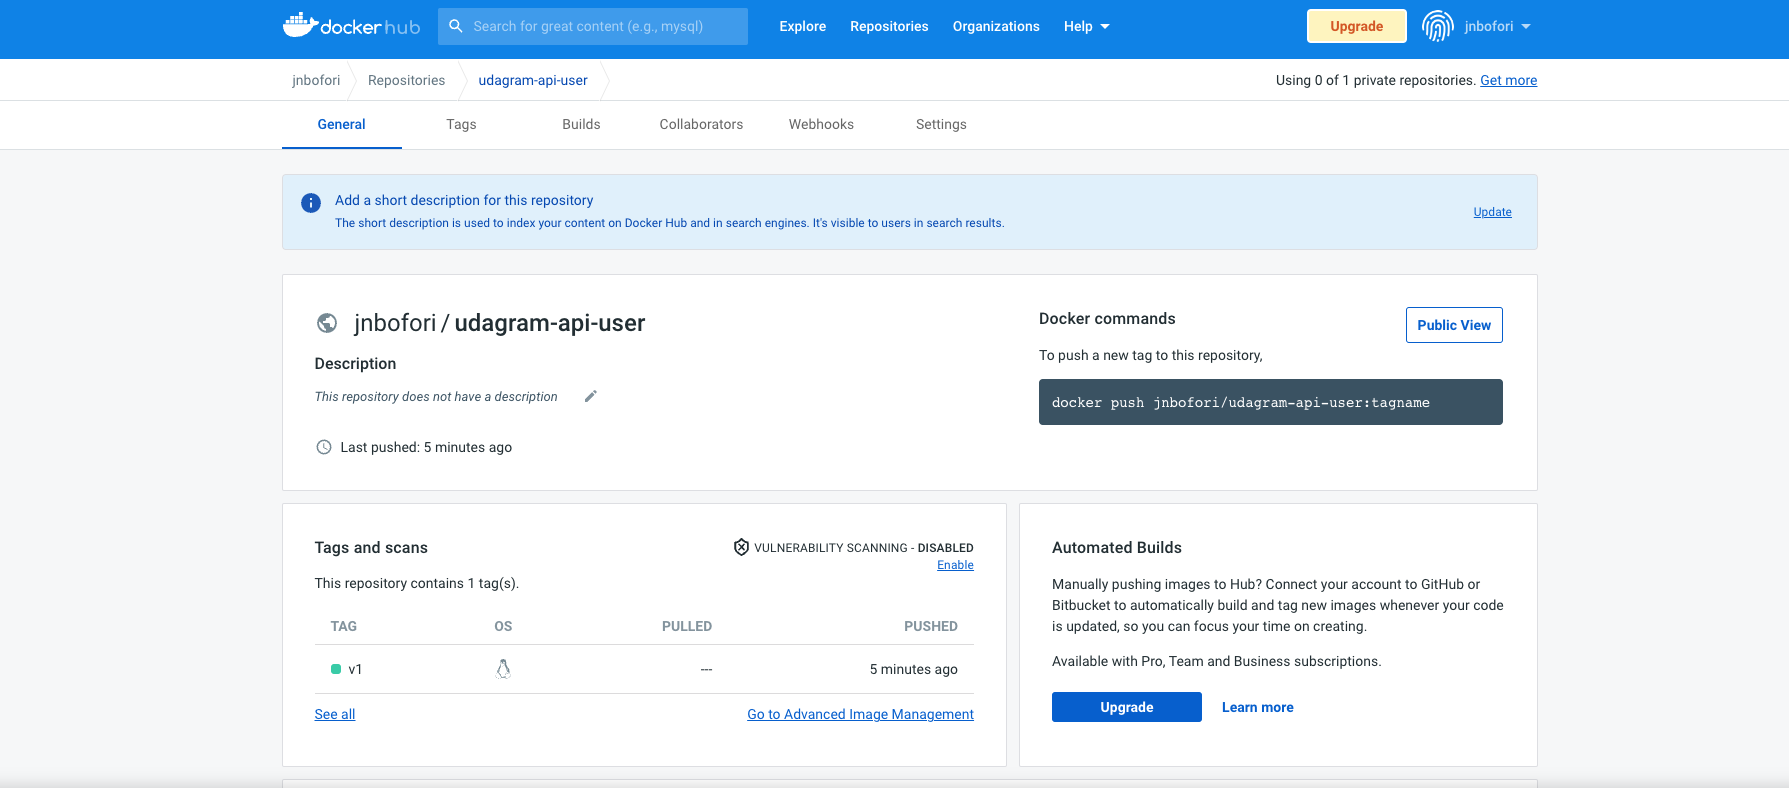 docker hub
Search for great content (e.g., mysql)
Explore
Repositories
Organizations
Help
Upgrade
jnbofori
jnbofori
Repositories
udagram-api-user
Using 0 of 1 private repositories. Get more
General
Tags
Builds
Collaborators
Webhooks
Settings
Add a short description for this repository
The short description is used to index your content on Docker Hub and in search engines. It's visible to users in search results.
Update
jnbofori / udagram-api-user
Description
This repository does not have a description
Last pushed: 5 minutes ago
Docker commands
Public View
To push a new tag to this repository,
docker push jnbofori/udagram-api-user:tagname
Tags and scans
VULNERABILITY SCANNING - DISABLED
Enable
This repository contains 1 tag(s).
TAG OS PULLED PUSHED
v1 --- 5 minutes ago
See all
Go to Advanced Image Management
Automated Builds
Manually pushing images to Hub? Connect your account to GitHub or
Bitbucket to automatically build and tag new images whenever your code
is updated, so you can focus your time on creating.
Available with Pro, Team and Business subscriptions.
Upgrade
Learn more